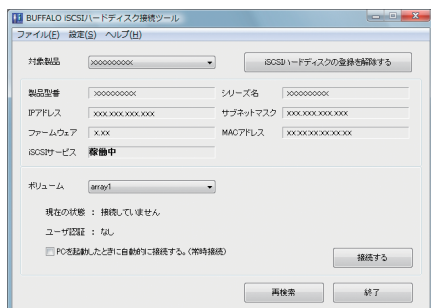 BUFFALO iSCSIハードディスク接続ツール
ファイル(F) 設定(S) ヘルプ(H)
対象製品 xxxxxxxxx iSCSIハードディスクの登録を解除する
製品型番 xxxxxxxxx シリーズ名 xxxxxxxxx
IPアドレス xxx.xxx.xxx.xxx サブネットマスク xxx.xxx.xxx.xxx
ファームウェア x.xx MACアドレス xx:xx:xx:xx:xx:xx
iSCSIサービス 稼働中
ボリューム array1
現在の状態 : 接続していません
ユーザ認証 : なし
PCを起動したときに自動的に接続する。(常時接続)
接続する
再検索 終了